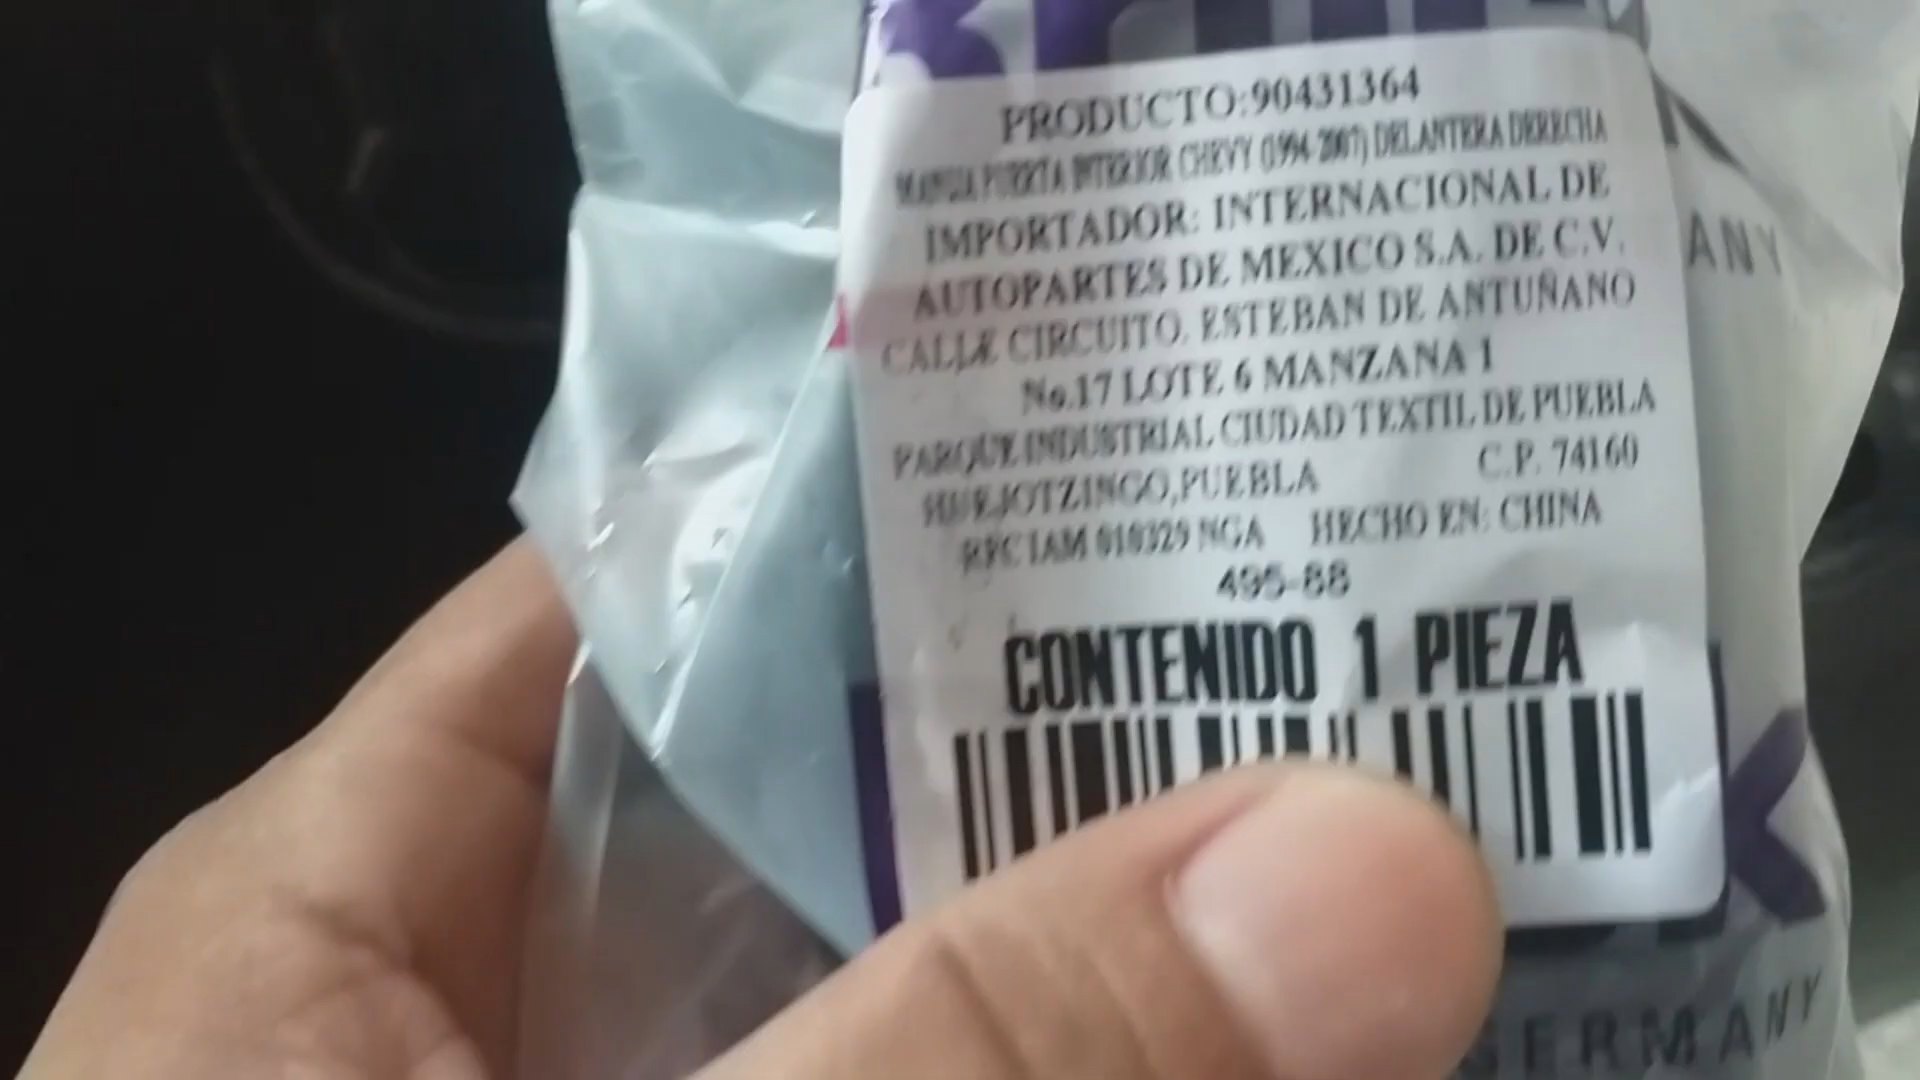 PRODUCTO:90431364
MANIJA PUERTA INTERIOR CHEVY (1994-2007) DELANTERA DERECHA
IMPORTADOR: INTERNACIONAL DE
AUTOPARTES DE MEXICO S.A. DE C.V.
CALLE CIRCUITO. ESTEBAN DE ANTUÑANO
No.17 LOTE 6 MANZANA 1
PARQUE INDUSTRIAL CIUDAD TEXTIL DE PUEBLA
HUEJOTZINGO,PUEBLA C.P. 74160
RFC IAM 010329 NGA HECHO EN: CHINA
495-88
CONTENIDO 1 PIEZA
ANY
GERMANY